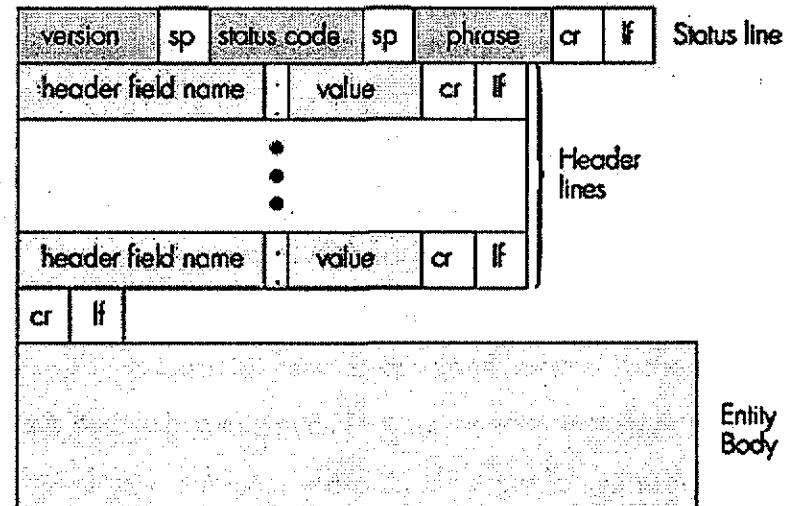 version sp status code sp phrase cr lf Status line
header field name : value cr lf
Header
lines
header field name : value cr lf
cr lf
Entity
Body